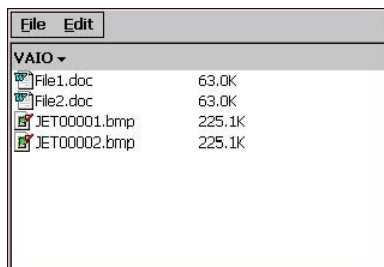 File Edit
VAIO
File1.doc 63.0K
File2.doc 63.0K
JET00001.bmp 225.1K
JET00002.bmp 225.1K